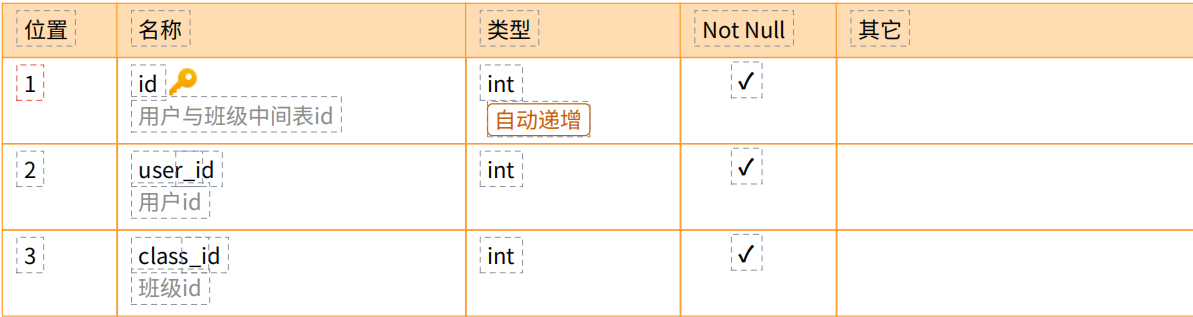 位置 名称 类型 Not Null 其它
1 id int ✓
用户与班级中间表id 自动递增
2 user_id int ✓
用户id
3 class_id int ✓
班级id